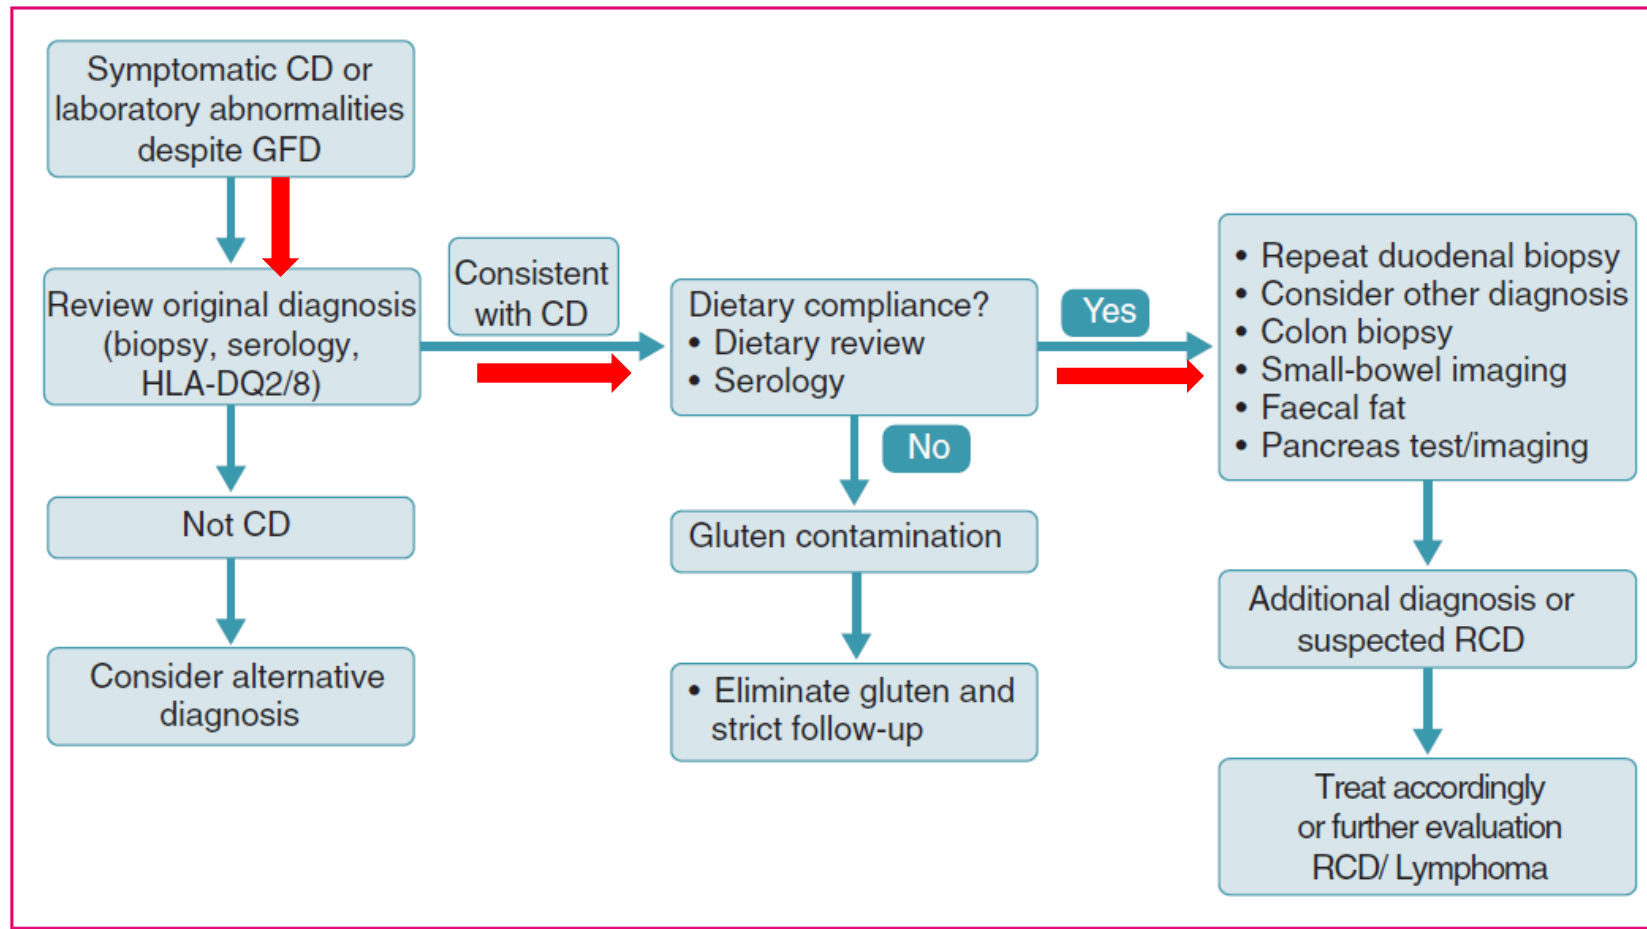 Symptomatic CD or
laboratory abnormalities
despite GFD
Review original diagnosis
(biopsy, serology,
HLA-DQ2/8)
Not CD
Consider alternative
diagnosis
Consistent
with CD
Dietary compliance?
• Dietary review
• Serology
No
Gluten contamination
• Eliminate gluten and
strict follow-up
Yes
• Repeat duodenal biopsy
• Consider other diagnosis
• Colon biopsy
• Small-bowel imaging
• Faecal fat
• Pancreas test/imaging
Additional diagnosis or
suspected RCD
Treat accordingly
or further evaluation
RCD/ Lymphoma